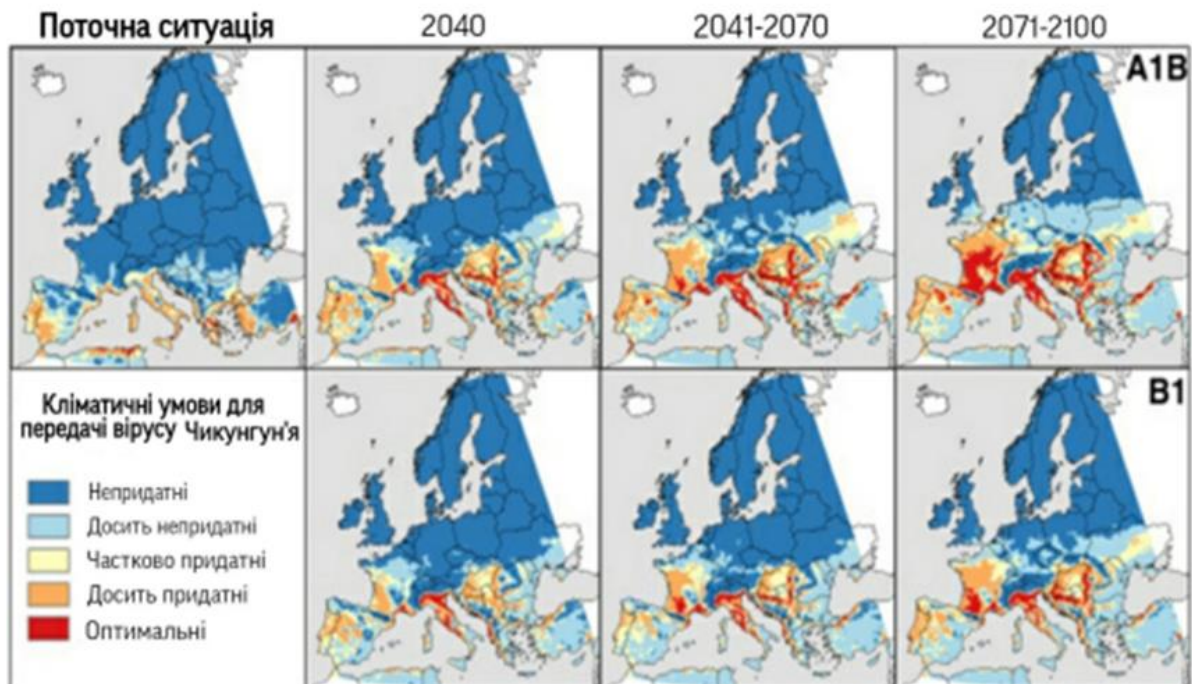 Поточна ситуація
2040
2041-2070
2071-2100
A1B
Кліматичні умови для
передачі вірусу Чикунгун'я
Непридатні
Досить непридатні
Частково придатні
Досить придатні
Оптимальні
B1